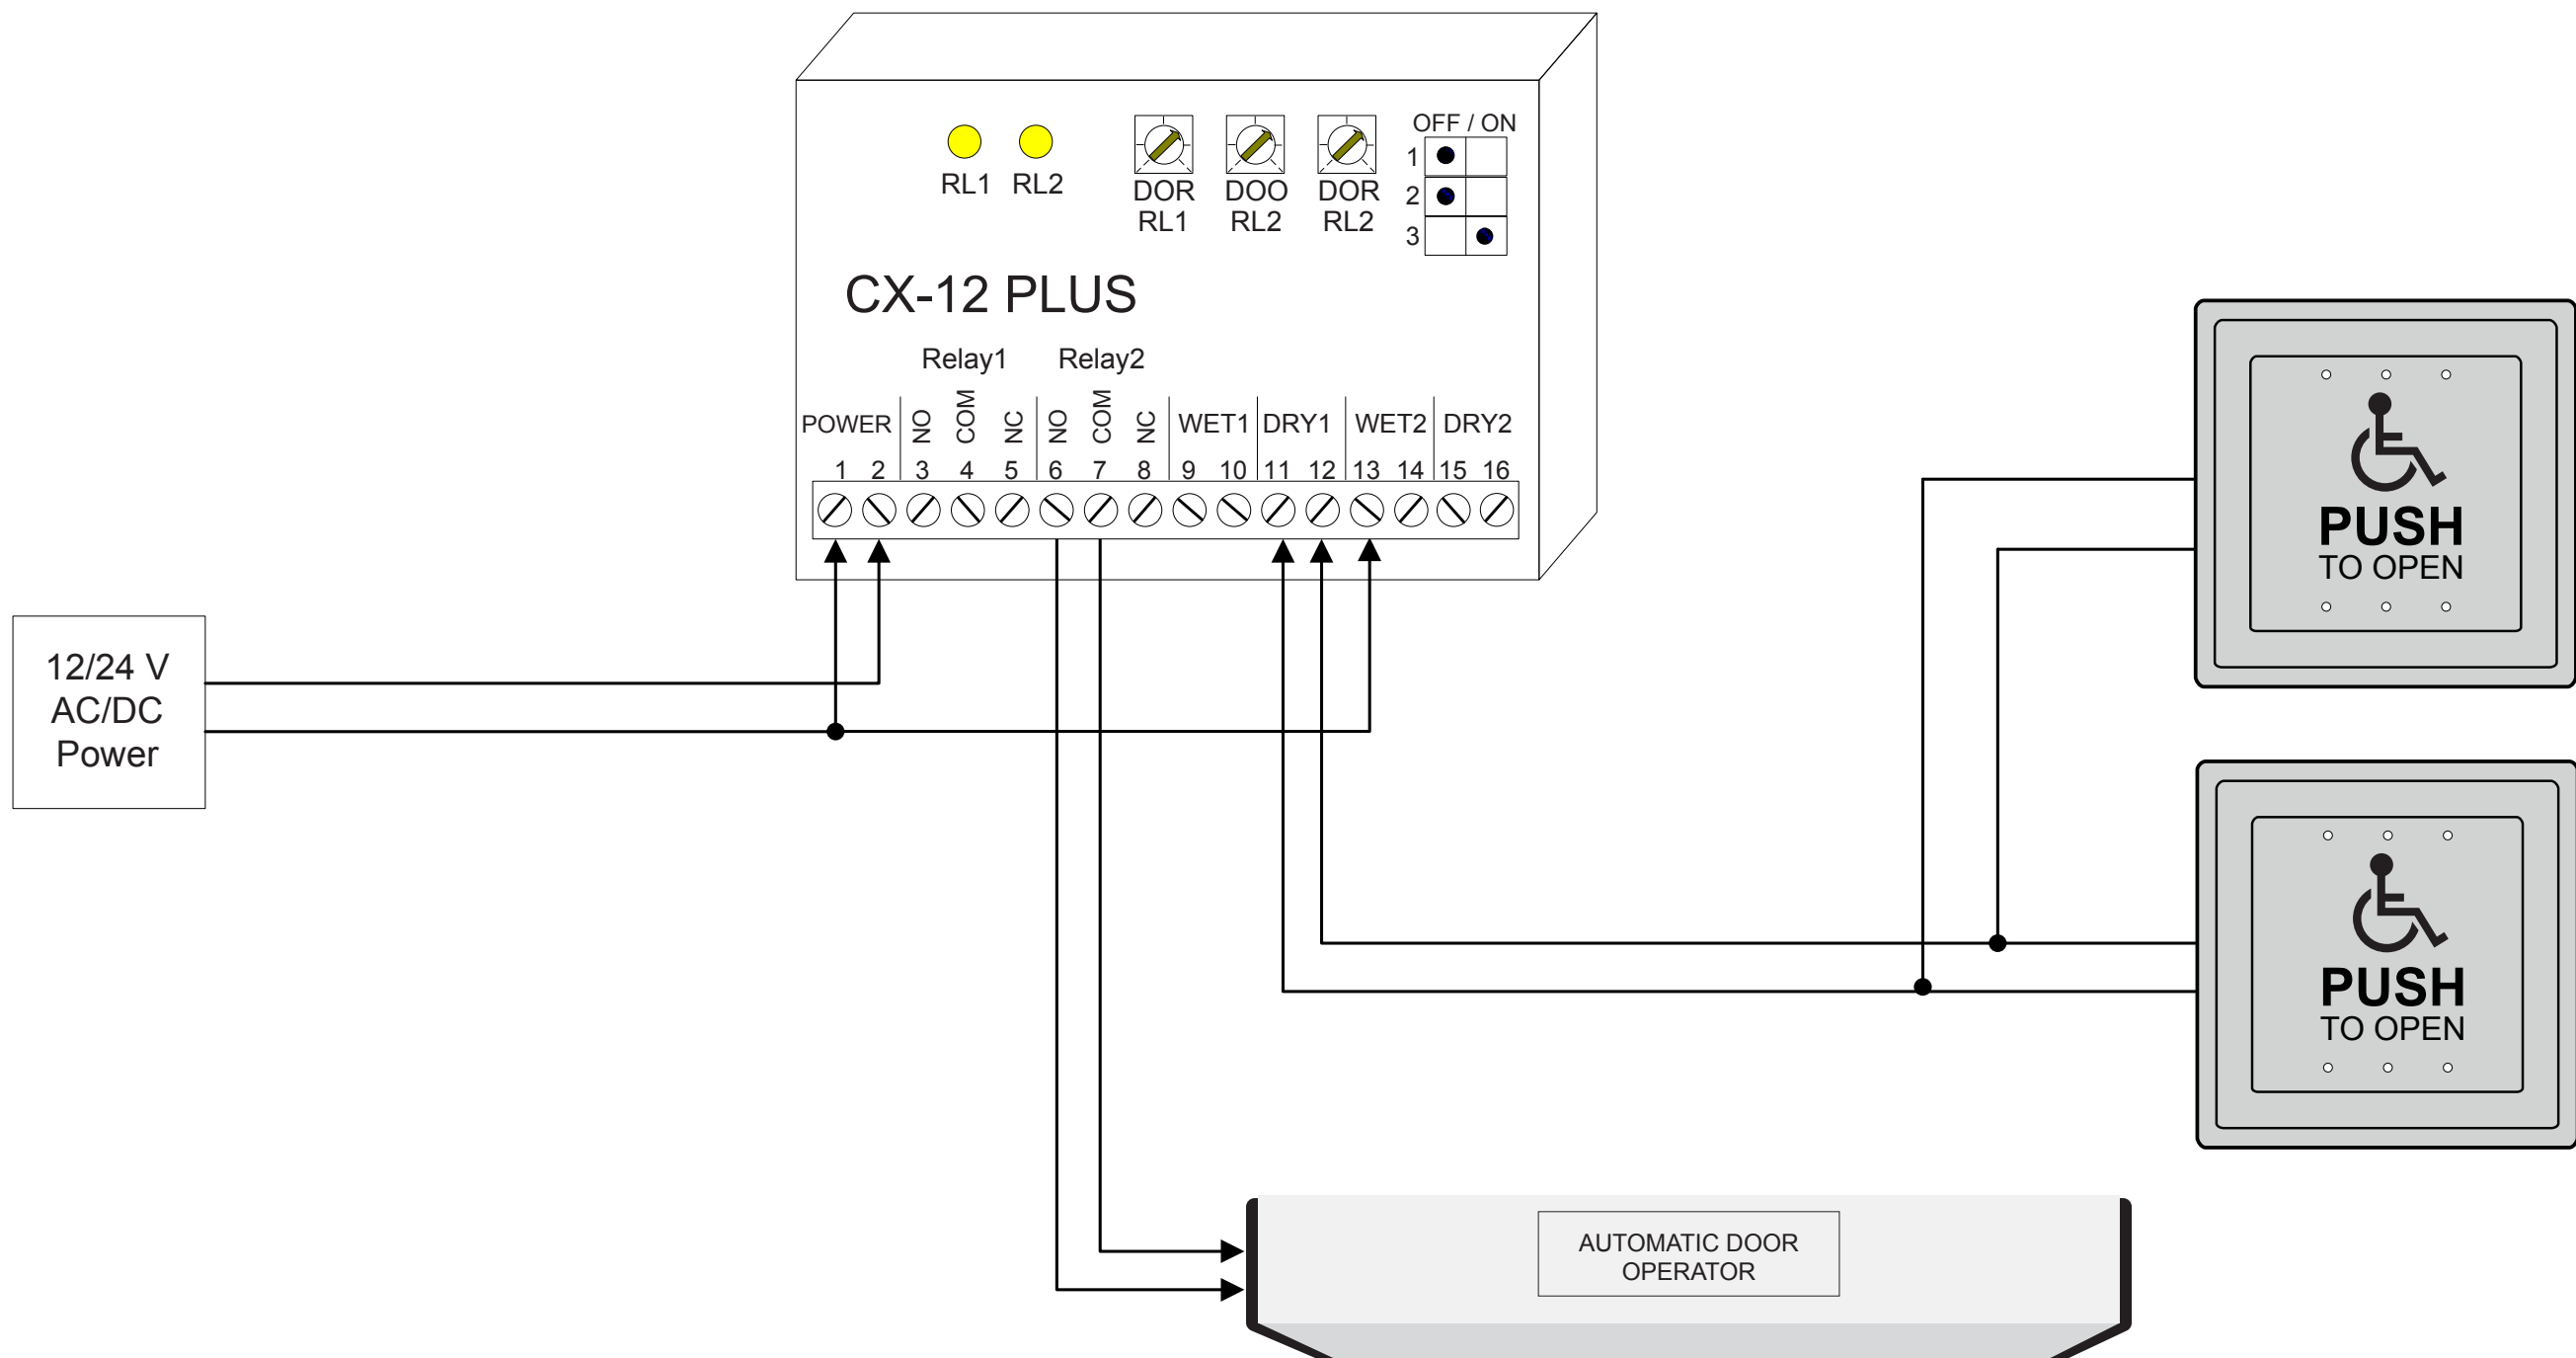 OFF / ON
1
2
3
RL1 RL2
DOR DOO DOR
RL1 RL2 RL2
CX-12 PLUS
Relay1 Relay2
POWER NO COM NC NO COM NC WET1 DRY1 WET2 DRY2
1 2 3 4 5 6 7 8 9 10 11 12 13 14 15 16
12/24 V
AC/DC
Power
PUSH
TO OPEN
PUSH
TO OPEN
AUTOMATIC DOOR
OPERATOR